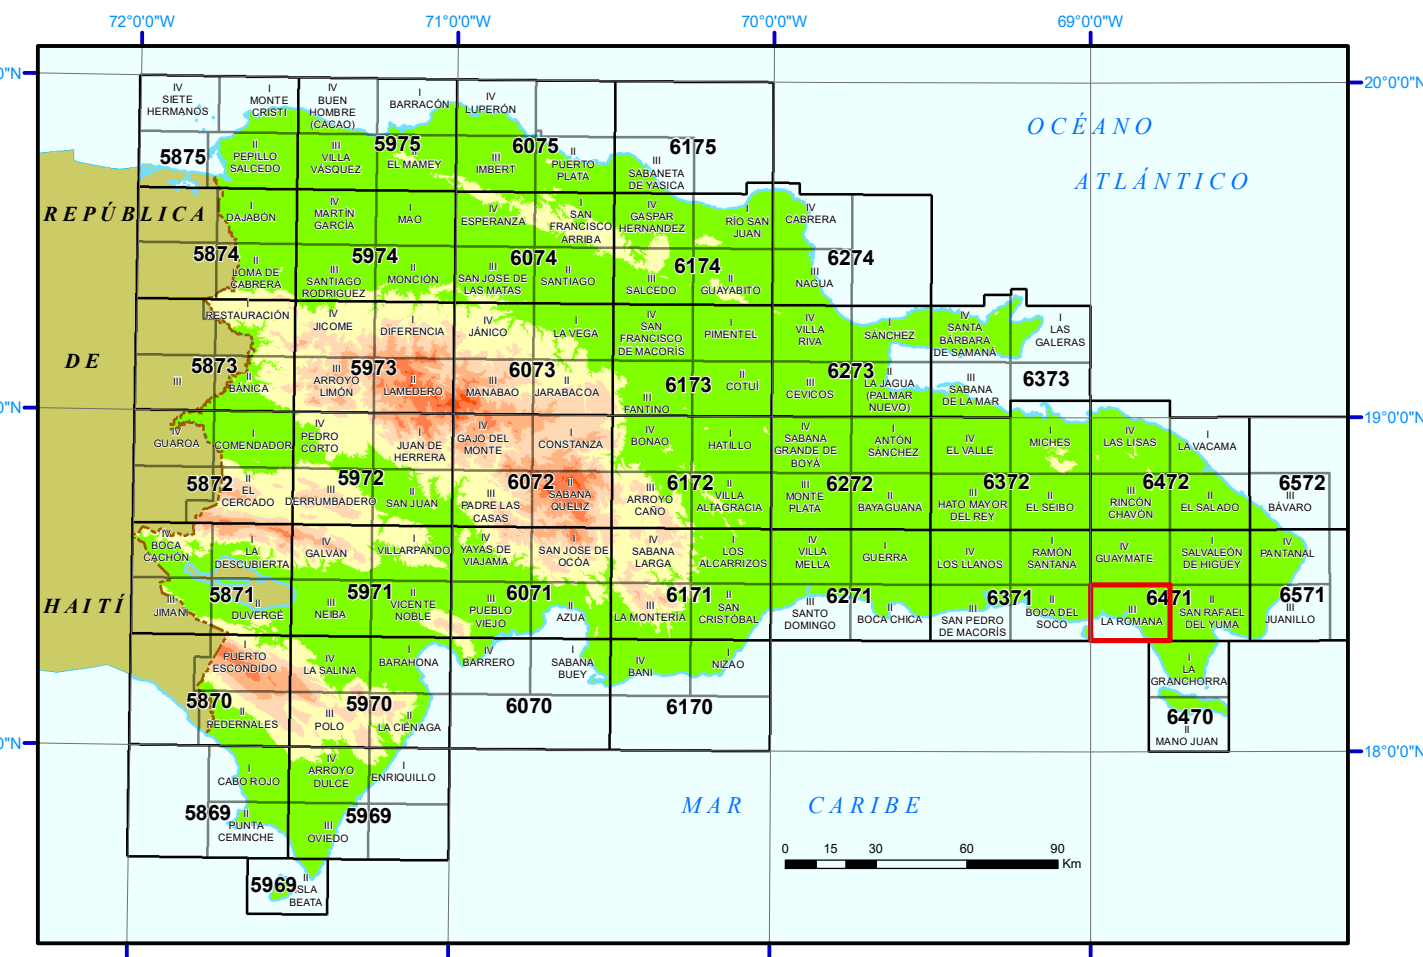 72°0'0"W
71°0'0"W
70°0'0"W
69°0'0"W
0"N
20°0'0"N
OCÉANO
ATLÁNTICO
IV
SIETE
HERMANOS
I
MONTE
CRISTI
IV
BUEN
HOMBRE
(CACAO)
I
BARRACÓN
IV
LUPERÓN
5875
5975
6075
6175
II
PEPILLO
SALCEDO
III
VILLA
VÁSQUEZ
II
EL MAMEY
III
IMBERT
II
PUERTO
PLATA
III
SABANETA
DE YASICA
REPÚBLICA
I
DAJABÓN
IV
MARTÍN
GARCÍA
I
MAO
IV
ESPERANZA
I
SAN
FRANCISCO
ARRIBA
IV
GASPAR
HERNANDEZ
I
RÍO SAN
JUAN
IV
CABRERA
5874
5974
6074
6174
6274
II
LOMA DE
CABRERA
III
SANTIAGO
RODRIGUEZ
II
MONCIÓN
III
SAN JOSE DE
LAS MATAS
II
SANTIAGO
III
SALCEDO
II
GUAYABITO
III
NAGUA
I
RESTAURACIÓN
IV
JICOME
I
DIFERENCIA
IV
JÁNICO
I
LA VEGA
IV
SAN
FRANCISCO
DE MACORÍS
I
PIMENTEL
IV
VILLA
RIVA
I
SÁNCHEZ
IV
SANTA
BÁRBARA
DE SAMANÁ
I
LAS
GALERAS
DE
5873
5973
6073
6173
6273
6373
III
II
BÁNICA
III
ARROYO
LIMÓN
II
LAMEDERO
III
MANABAO
II
JARABACOA
III
FANTINO
II
COTUÍ
III
CEVICOS
II
LA JAGUA
(PALMAR
NUEVO)
III
SABANA
DE LA MAR
0"N
19°0'0"N
IV
GUAROA
I
COMENDADOR
IV
PEDRO
CORTO
I
JUAN DE
HERRERA
IV
GAJO DEL
MONTE
I
CONSTANZA
IV
BONAO
I
HATILLO
IV
SABANA
GRANDE DE
BOYÁ
I
ANTÓN
SÁNCHEZ
IV
EL VALLE
I
MICHES
IV
LAS LISAS
I
LA VACAMA
5872
5972
6072
6172
6272
6372
6472
6572
II
EL
CERCADO
III
DERRUMBADERO
II
SAN JUAN
III
PADRE LAS
CASAS
II
SABANA
QUÉLIZ
III
ARROYO
CAÑO
II
VILLA
ALTAGRACIA
III
MONTE
PLATA
II
BAYAGUANA
III
HATO MAYOR
DEL REY
II
EL SEIBO
III
RINCÓN
CHAVÓN
II
EL SALADO
III
BÁVARO
IV
BOCA
CACHÓN
I
LA
DESCUBIERTA
IV
GALVÁN
I
VILLARPANDO
IV
YAYAS DE
VIAJAMA
I
SAN JOSE DE
OCÓA
IV
SABANA
LARGA
I
LOS
ALCARRIZOS
IV
VILLA
MELLA
I
GUERRA
IV
LOS LLANOS
I
RAMÓN
SANTANA
IV
GUAYMATE
I
SALVALEÓN
DE HIGÜEY
IV
PANTANAL
HAITÍ
5871
5971
6071
6171
6271
6371
6471
6571
III
JIMANÍ
II
DUVERGE
III
NEIBA
II
VICENTE
NOBLE
III
PUEBLO
VIEJO
II
AZUA
III
LA MONTERÍA
II
SAN
CRISTÓBAL
III
SANTO
DOMINGO
II
BOCA CHICA
III
SAN PEDRO
DE MACORÍS
II
BOCA DEL
SOCO
III
LA ROMANA
II
SAN RAFAEL
DEL YUMA
III
JUANILLO
I
PUERTO
ESCONDIDO
IV
LA SALINA
I
BARAHONA
IV
BARRERO
I
SABANA
BUEY
IV
BANI
I
NIZAO
I
LA
GRANCHORRA
5870
5970
6070
6170
6470
II
PEDERNALES
III
POLO
II
LA CIÉNAGA
II
MANO JUAN
0"N
18°0'0"N
I
CABO ROJO
IV
ARROYO
DULCE
I
ENRIQUILLO
MAR CARIBE
5869
5969
II
PUNTA
CEMINCHE
III
OVIEDO
0 15 30 60 90
Km
5969
II
ISLA
BEATA